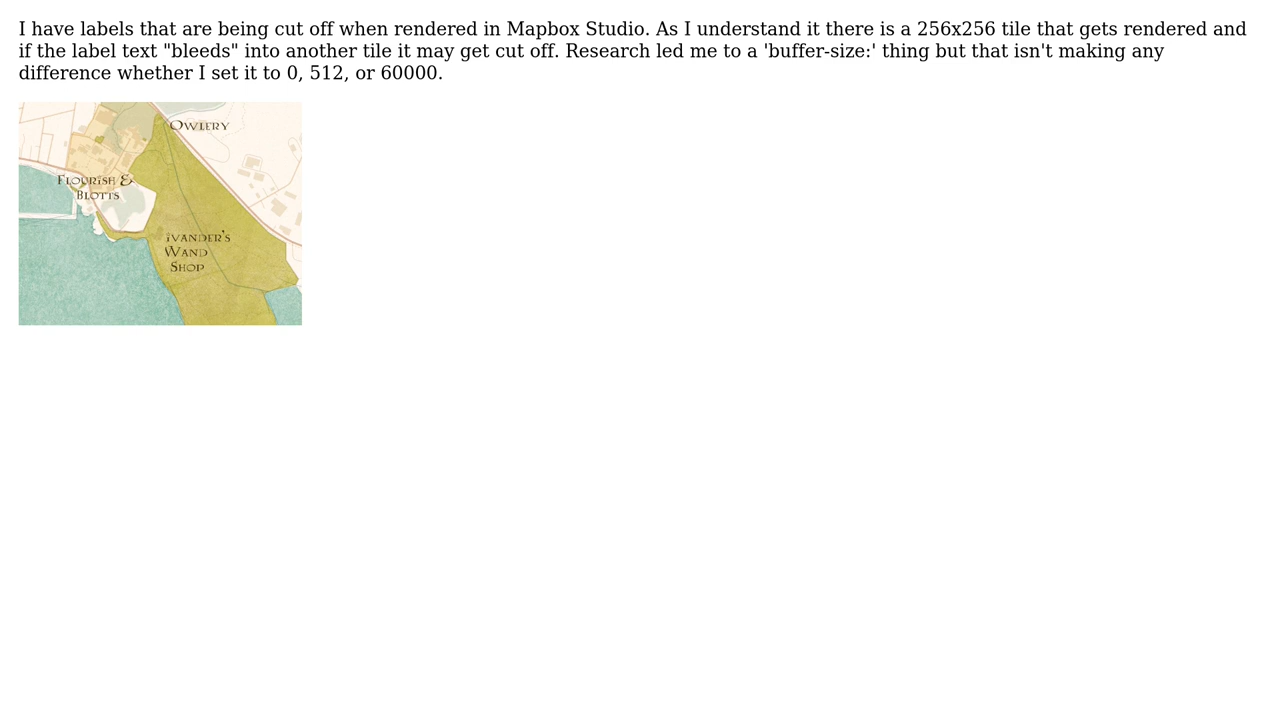 I have labels that are being cut off when rendered in Mapbox Studio. As I understand it there is a 256x256 tile that gets rendered and
if the label text "bleeds" into another tile it may get cut off. Research led me to a 'buffer-size:' thing but that isn't making any
difference whether I set it to 0, 512, or 60000.
Owlery
Flourish &
Blotts
ivander's
Wand
Shop